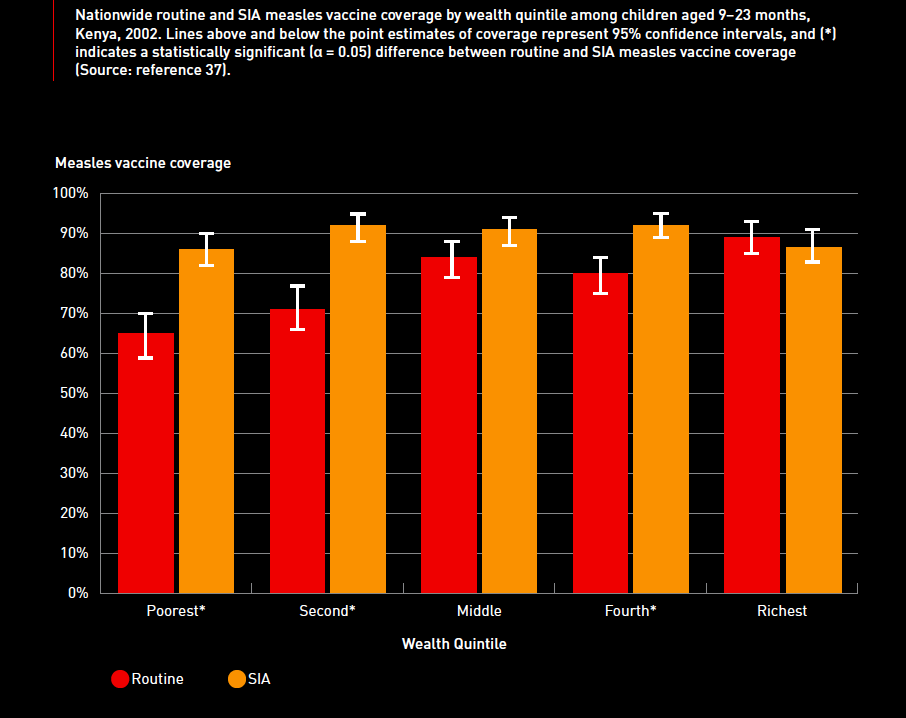 Nationwide routine and SIA measles vaccine coverage by wealth quintile among children aged 9–23 months,
Kenya, 2002. Lines above and below the point estimates of coverage represent 95% confidence intervals, and (*)
indicates a statistically significant (α = 0.05) difference between routine and SIA measles vaccine coverage
(Source: reference 37).
Measles vaccine coverage
100%
90%
80%
70%
60%
50%
40%
30%
20%
10%
0%
Poorest* Second* Middle Fourth* Richest
Wealth Quintile
Routine SIA